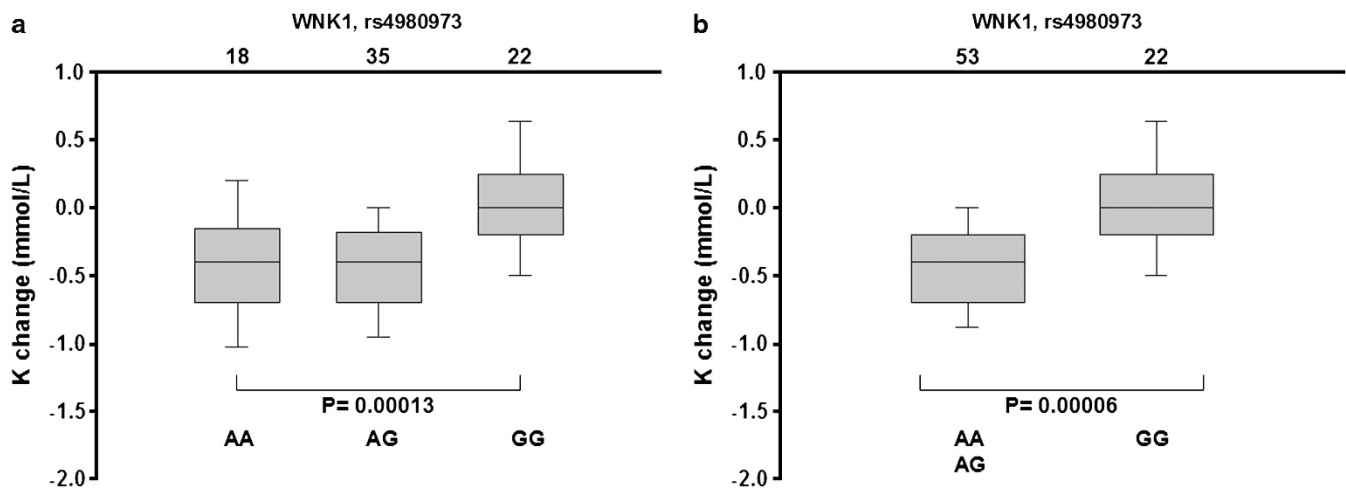 a
WNK1, rs4980973
18 35 22
1.0
0.5
0.0
-0.5
-1.0
-1.5
-2.0
K change (mmol/L)
P= 0.00013
AA AG GG
b
WNK1, rs4980973
53 22
1.0
0.5
0.0
-0.5
-1.0
-1.5
-2.0
K change (mmol/L)
P= 0.00006
AA GG
AG